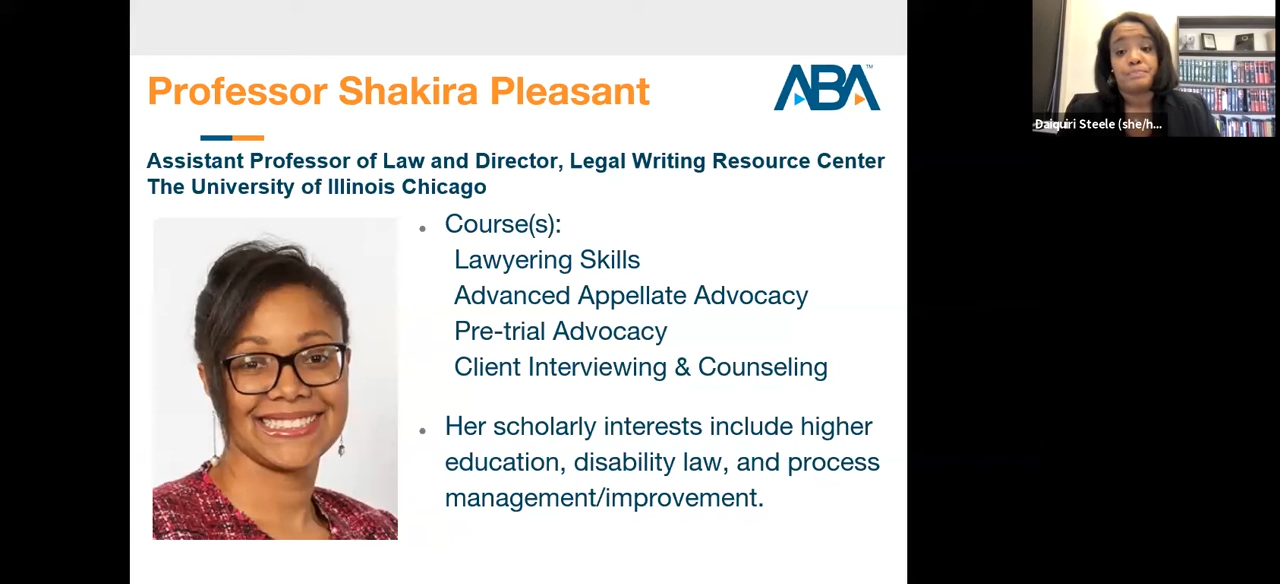 Professor Shakira Pleasant
ABA™
Assistant Professor of Law and Director, Legal Writing Resource Center
The University of Illinois Chicago
• Course(s):
Lawyering Skills
Advanced Appellate Advocacy
Pre-trial Advocacy
Client Interviewing & Counseling
• Her scholarly interests include higher
education, disability law, and process
management/improvement.
Daiquiri Steele (she/h...